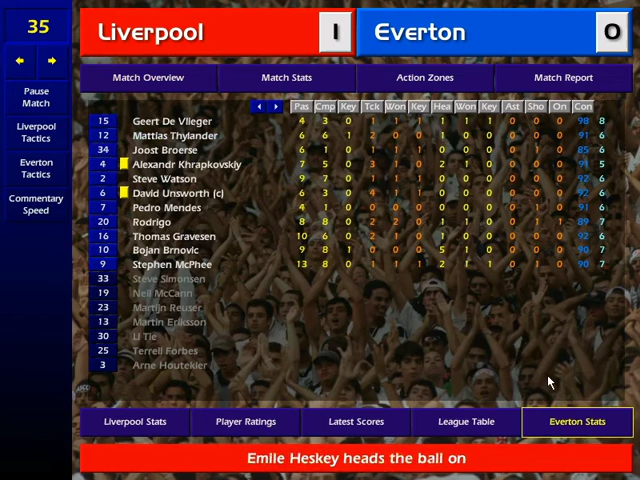 35
Liverpool 1 Everton 0
Match Overview Match Stats Action Zones Match Report
Pause Match
Liverpool Tactics
Everton Tactics
Commentary Speed
Pas Cmp Key Tck Won Key Hea Won Key Ast Sho On Con
15 Geert De Vlieger 4 3 0 1 1 1 1 1 1 0 0 0 98 8
12 Mattias Thylander 6 6 1 2 0 0 1 0 0 0 0 0 91 6
34 Joost Broerse 6 1 0 1 1 1 1 0 0 0 0 0 85 6
4 Alexandr Khrapkovskiy 7 5 0 3 1 0 2 1 0 0 0 0 91 5
2 Steve Watson 9 7 0 1 1 0 0 0 0 0 0 0 92 6
6 David Unsworth (c) 6 3 0 4 1 1 0 0 0 0 0 0 92 6
7 Pedro Mendes 4 1 0 0 0 0 0 0 0 0 1 0 91 6
20 Rodrigo 8 8 0 2 2 0 1 0 0 0 1 1 89 7
16 Thomas Gravesen 10 6 0 2 1 0 1 0 0 0 0 0 92 6
10 Bojan Brnovic 9 8 1 0 0 0 5 1 0 0 0 0 90 7
9 Stephen McPhee 13 8 0 1 1 1 2 1 1 0 1 0 90 7
33 Steve Simonsen
19 Neil McCann
23 Martijn Reuser
13 Martin Eriksson
30 Li Tie
25 Terrell Forbes
3 Arne Houtekier
Liverpool Stats Player Ratings Latest Scores League Table Everton Stats
Emile Heskey heads the ball on